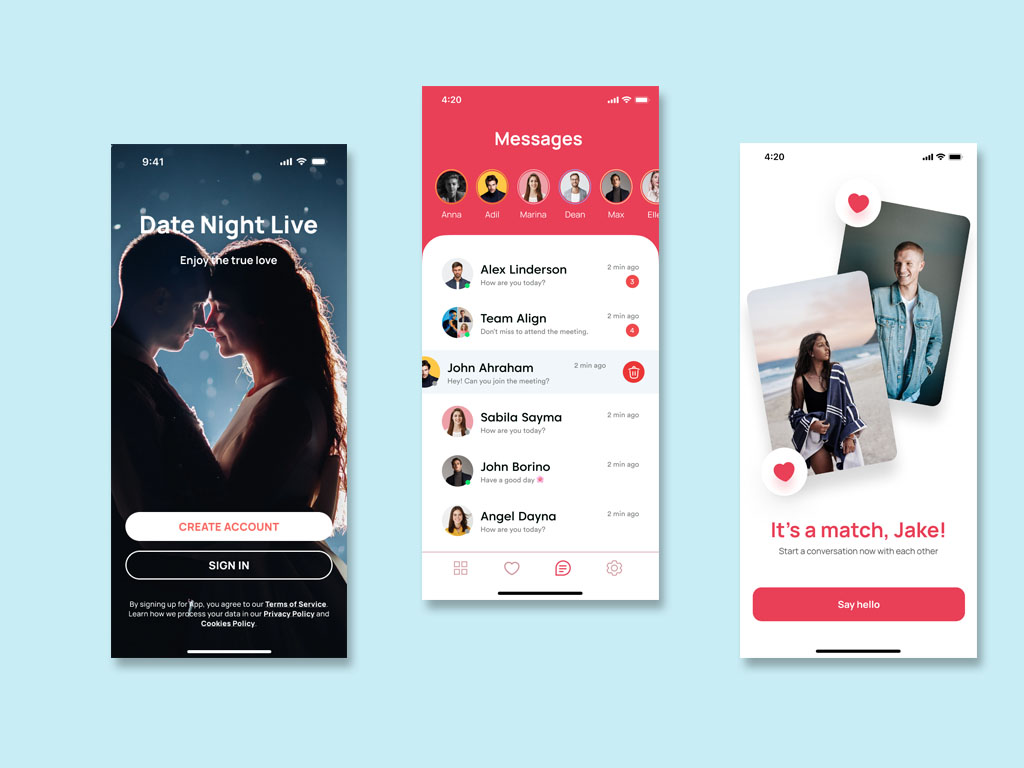 9:41
Date Night Live
Enjoy the true love
CREATE ACCOUNT
SIGN IN
By signing up for App, you agree to our Terms of Service.
Learn how we process your data in our Privacy Policy and
Cookies Policy.
4:20
Messages
Anna Adil Marina Dean Max Elle
Alex Linderson 2 min ago
How are you today? 3
Team Align 2 min ago
Don't miss to attend the meeting. 4
John Ahraham 2 min ago
Hey! Can you join the meeting?
Sabila Sayma 2 min ago
How are you today?
John Borino 2 min ago
Have a good day 🌸
Angel Dayna 2 min ago
How are you today?
4:20
It's a match, Jake!
Start a conversation now with each other
Say hello